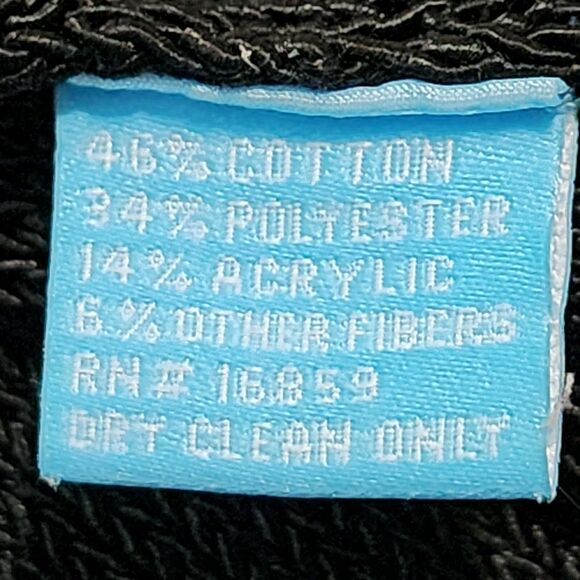 46% COTTON
34% POLYESTER
14% ACRYLIC
6% OTHER FIBERS
RN# 16859
DRY CLEAN ONLY